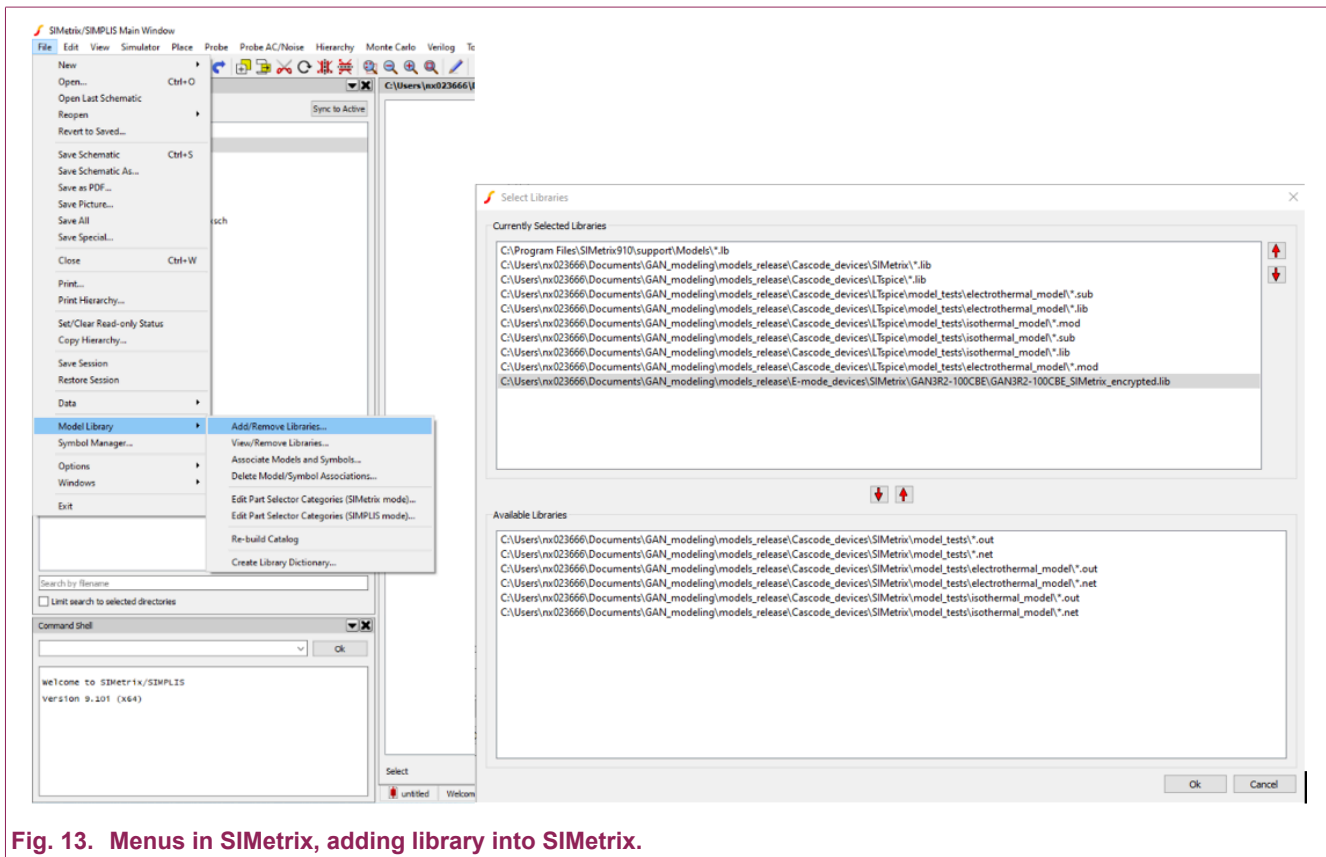 SIMetrix/SIMPLIS Main Window
File Edit View Simulator Place Probe Probe AC/Noise Hierarchy Monte Carlo Verilog
New
Open... Ctrl+O
Open Last Schematic
Reopen
Revert to Saved...
Save Schematic Ctrl+S
Save Schematic As...
Save as PDF...
Save Picture...
Save All
Save Special...
Close Ctrl+W
Print...
Print Hierarchy...
Set/Clear Read-only Status
Copy Hierarchy...
Save Session
Restore Session
Data
Model Library
Symbol Manager...
Options
Windows
Exit
Add/Remove Libraries...
View/Remove Libraries...
Associate Models and Symbols...
Delete Model/Symbol Associations...
Edit Part Selector Categories (SIMetrix mode)...
Edit Part Selector Categories (SIMPLIS mode)...
Re-build Catalog
Create Library Dictionary...
C:\Users\nx023666\
Sync to Active
sch
Search by filename
Limit search to selected directories
Command Shell
Ok
Welcome to SIMetrix/SIMPLIS
Version 9.101 (x64)
Select
untitled Welcom
Select Libraries
Currently Selected Libraries
C:\Program Files\SIMetrix910\support\Models\*.lb
C:\Users\nx023666\Documents\GAN_modeling\models_release\Cascode_devices\SIMetrix\*.lib
C:\Users\nx023666\Documents\GAN_modeling\models_release\Cascode_devices\LTspice\*.lib
C:\Users\nx023666\Documents\GAN_modeling\models_release\Cascode_devices\LTspice\model_tests\electrothermal_model\*.sub
C:\Users\nx023666\Documents\GAN_modeling\models_release\Cascode_devices\LTspice\model_tests\electrothermal_model\*.lib
C:\Users\nx023666\Documents\GAN_modeling\models_release\Cascode_devices\LTspice\model_tests\isothermal_model\*.mod
C:\Users\nx023666\Documents\GAN_modeling\models_release\Cascode_devices\LTspice\model_tests\isothermal_model\*.sub
C:\Users\nx023666\Documents\GAN_modeling\models_release\Cascode_devices\LTspice\model_tests\isothermal_model\*.lib
C:\Users\nx023666\Documents\GAN_modeling\models_release\Cascode_devices\LTspice\model_tests\electrothermal_model\*.mod
C:\Users\nx023666\Documents\GAN_modeling\models_release\E-mode_devices\SIMetrix\GAN3R2-100CBE\GAN3R2-100CBE_SIMetrix_encrypted.lib
Available Libraries
C:\Users\nx023666\Documents\GAN_modeling\models_release\Cascode_devices\SIMetrix\model_tests\*.out
C:\Users\nx023666\Documents\GAN_modeling\models_release\Cascode_devices\SIMetrix\model_tests\*.net
C:\Users\nx023666\Documents\GAN_modeling\models_release\Cascode_devices\SIMetrix\model_tests\electrothermal_model\*.out
C:\Users\nx023666\Documents\GAN_modeling\models_release\Cascode_devices\SIMetrix\model_tests\electrothermal_model\*.net
C:\Users\nx023666\Documents\GAN_modeling\models_release\Cascode_devices\SIMetrix\model_tests\isothermal_model\*.out
C:\Users\nx023666\Documents\GAN_modeling\models_release\Cascode_devices\SIMetrix\model_tests\isothermal_model\*.net
Ok Cancel
Fig. 13. Menus in SIMetrix, adding library into SIMetrix.